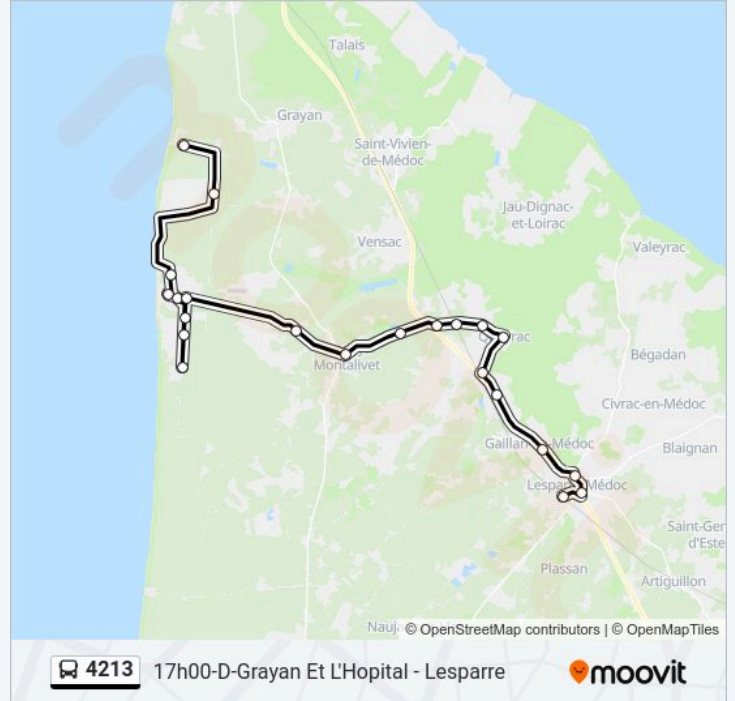 Talais
Grayan
Saint-Vivien-
de-Médoc
Jau-Dignac-
et-Loirac
Vensac
Valeyrac
Montalivet
Bégadan
Civrac-en-Médoc
Blaignan
Saint-Ger
d'Este
Plassan
Artiguillon
Nauj
© OpenStreetMap contributors | © OpenMapTiles
4213 17h00-D-Grayan Et L'Hopital - Lesparre
moovit